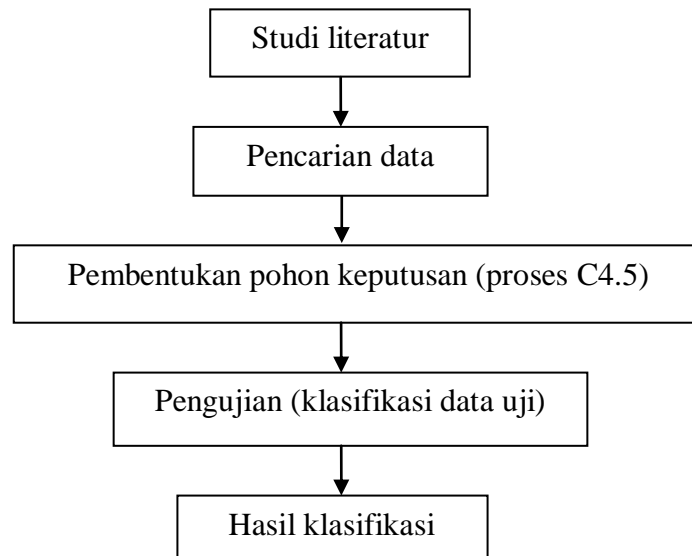 Studi literatur
Pencarian data
Pembentukan pohon keputusan (proses C4.5)
Pengujian (klasifikasi data uji)
Hasil klasifikasi